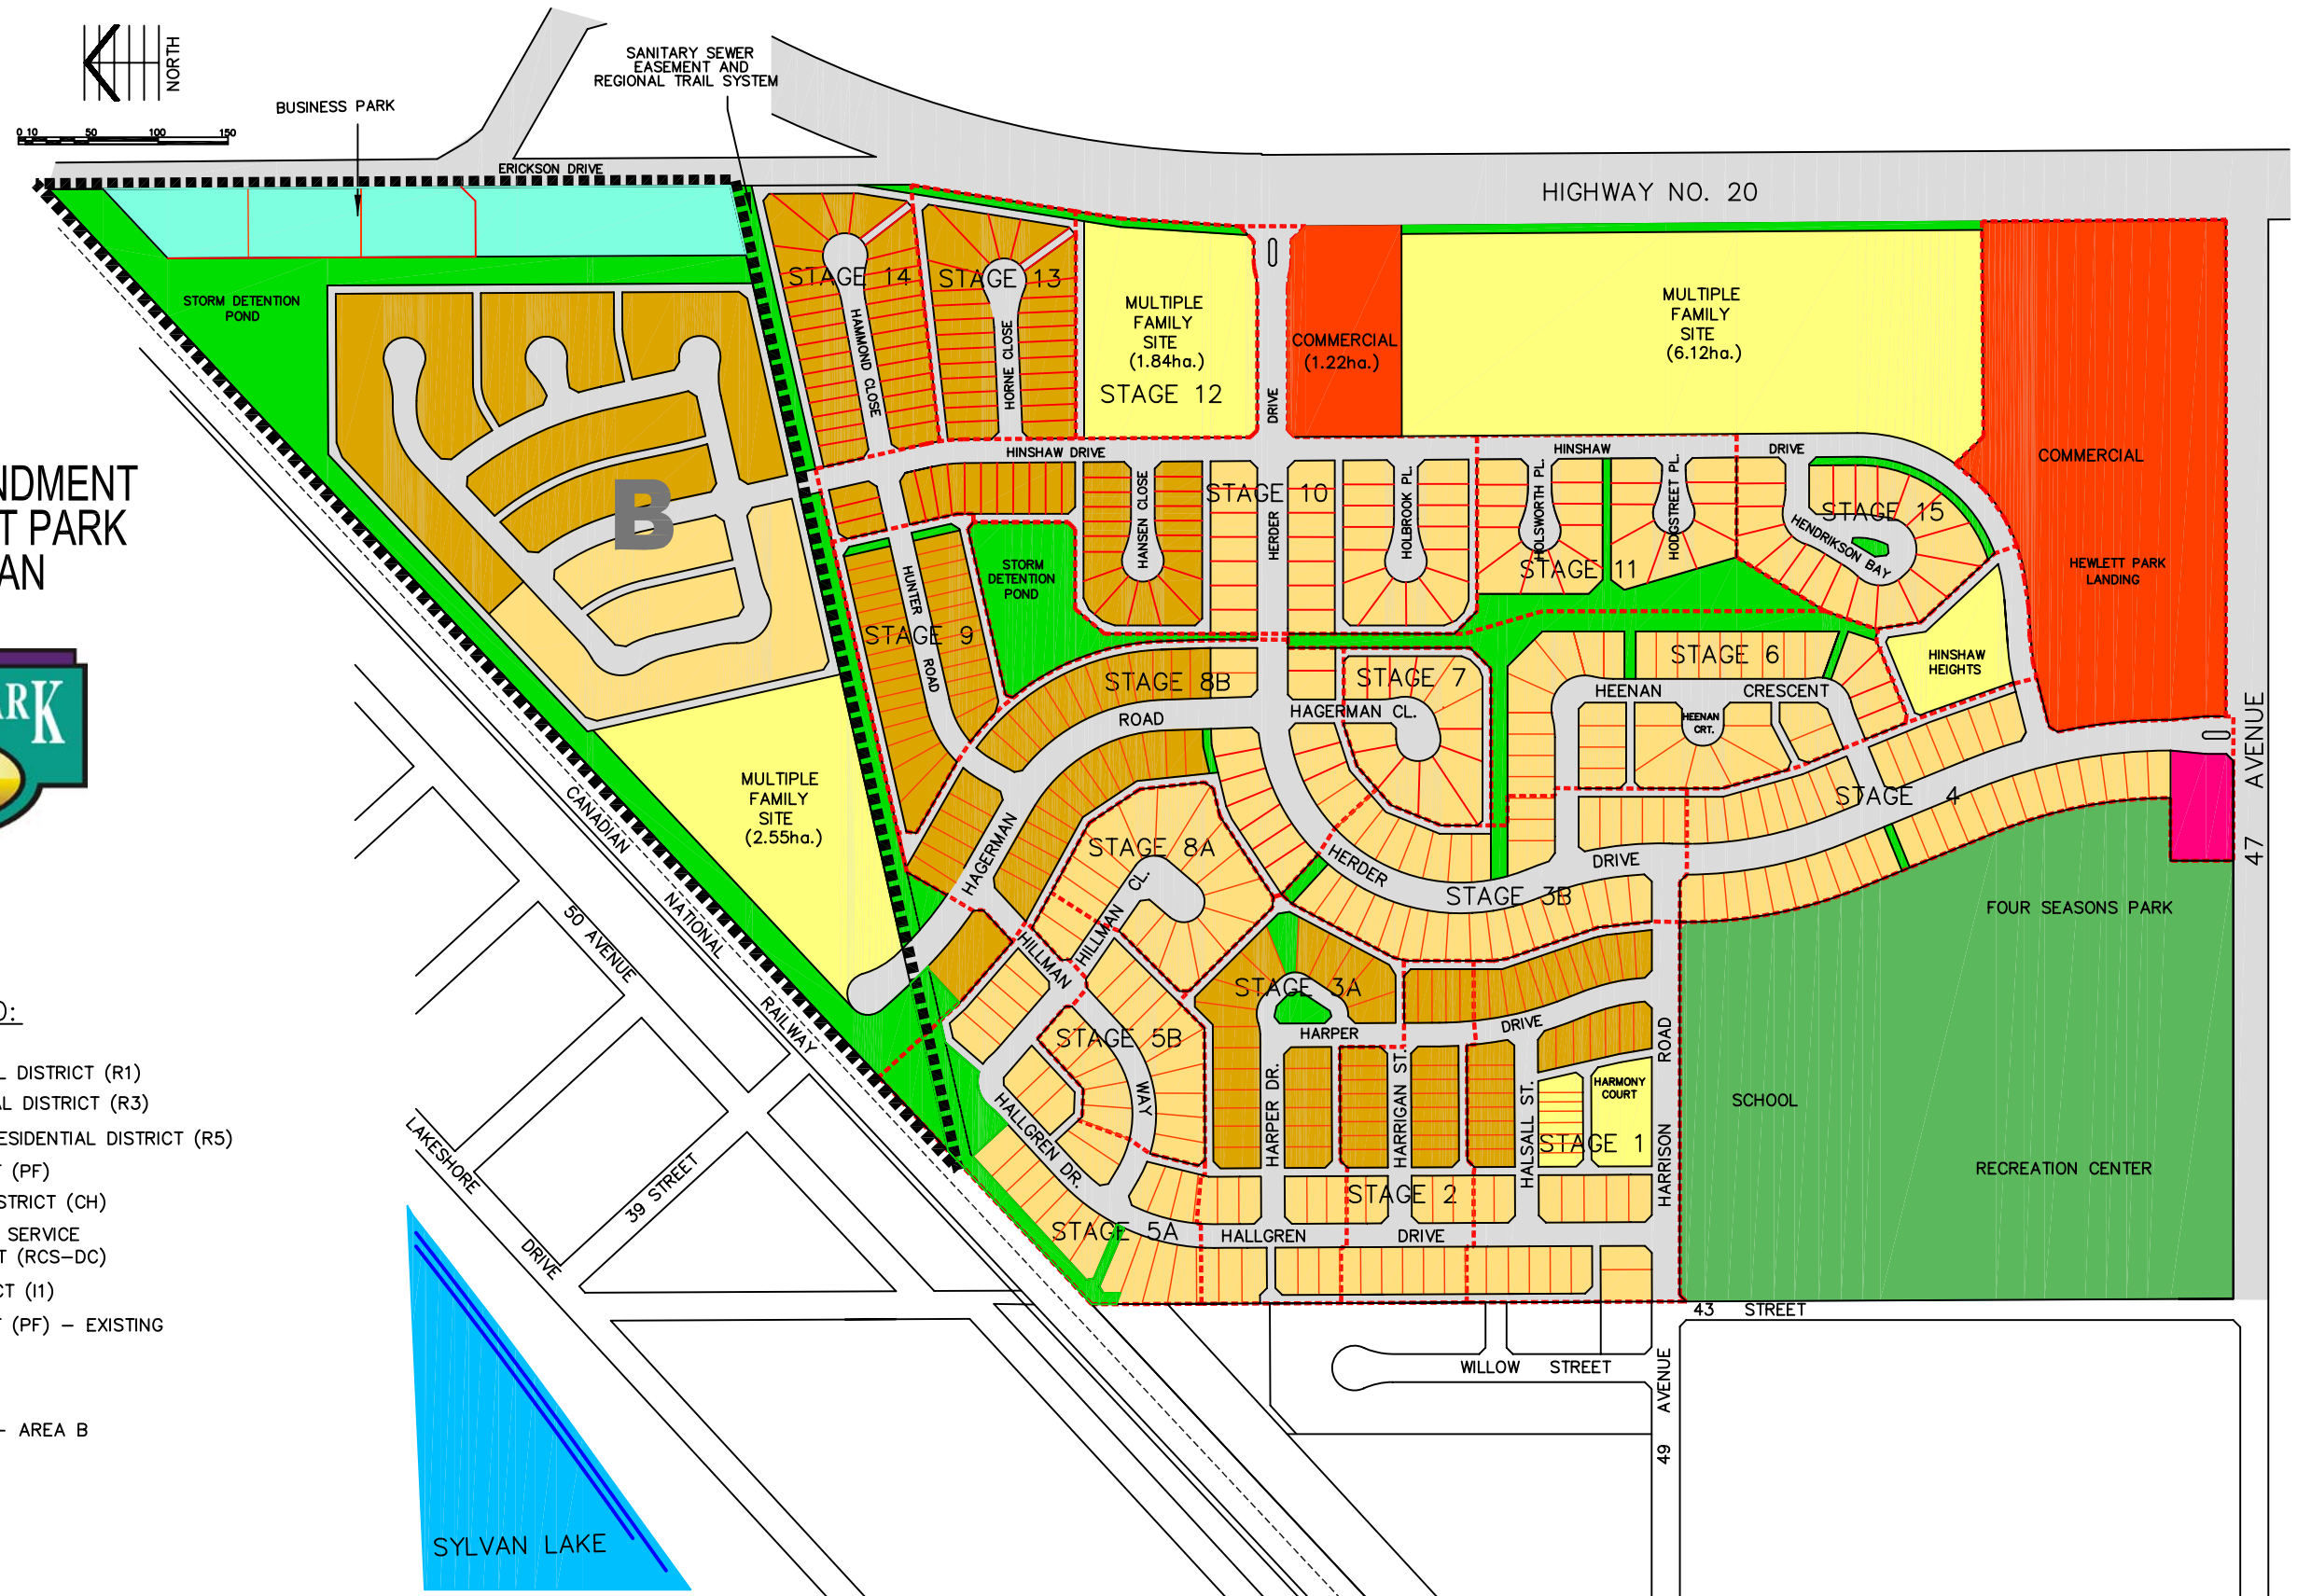 NORTH
0 10 50 100 150
BUSINESS PARK
SANITARY SEWER
EASEMENT AND
REGIONAL TRAIL SYSTEM
ERICKSON DRIVE
HIGHWAY NO. 20
STORM DETENTION
POND
STAGE 14
STAGE 13
HAMMOND CLOSE
HORNE CLOSE
MULTIPLE
FAMILY
SITE
(1.84ha.)
STAGE 12
DRIVE
COMMERCIAL
(1.22ha.)
MULTIPLE
FAMILY
SITE
(6.12ha.)
COMMERCIAL
HEWLETT PARK
LANDING
NDMENT
T PARK
AN
ARK
B
HINSHAW DRIVE
HINSHAW
DRIVE
HANSEN CLOSE
STAGE 10
HERDER
HOLBROOK PL.
HOLSWORTH PL.
HODGSTREET PL.
STAGE 11
STAGE 15
HENDRIKSON BAY
STORM
DETENTION
POND
HUNTER
ROAD
STAGE 9
STAGE 8B
STAGE 7
STAGE 6
HINSHAW
HEIGHTS
HEENAN
CRESCENT
HEENAN
CRT.
ROAD
HAGERMAN CL.
47 AVENUE
MULTIPLE
FAMILY
SITE
(2.55ha.)
HAGERMAN
STAGE 8A
STAGE 4
HERDER
DRIVE
STAGE 3B
HILLMAN CL.
HILLMAN
WAY
CANADIAN
NATIONAL
RAILWAY
50 AVENUE
FOUR SEASONS PARK
STAGE 3A
HARPER
DRIVE
STAGE 5B
HARPER DR.
HARRIGAN ST.
HALSALL ST.
HARMONY
COURT
STAGE 1
HARRISON
ROAD
SCHOOL
RECREATION CENTER
HALLGREN DR.
STAGE 2
STAGE 5A
HALLGREN
DRIVE
43 STREET
WILLOW STREET
49 AVENUE
LAKESHORE
DRIVE
39 STREET
SYLVAN LAKE
D:
L DISTRICT (R1)
AL DISTRICT (R3)
ESIDENTIAL DISTRICT (R5)
T (PF)
STRICT (CH)
SERVICE
T (RCS-DC)
CT (I1)
T (PF) – EXISTING
– AREA B